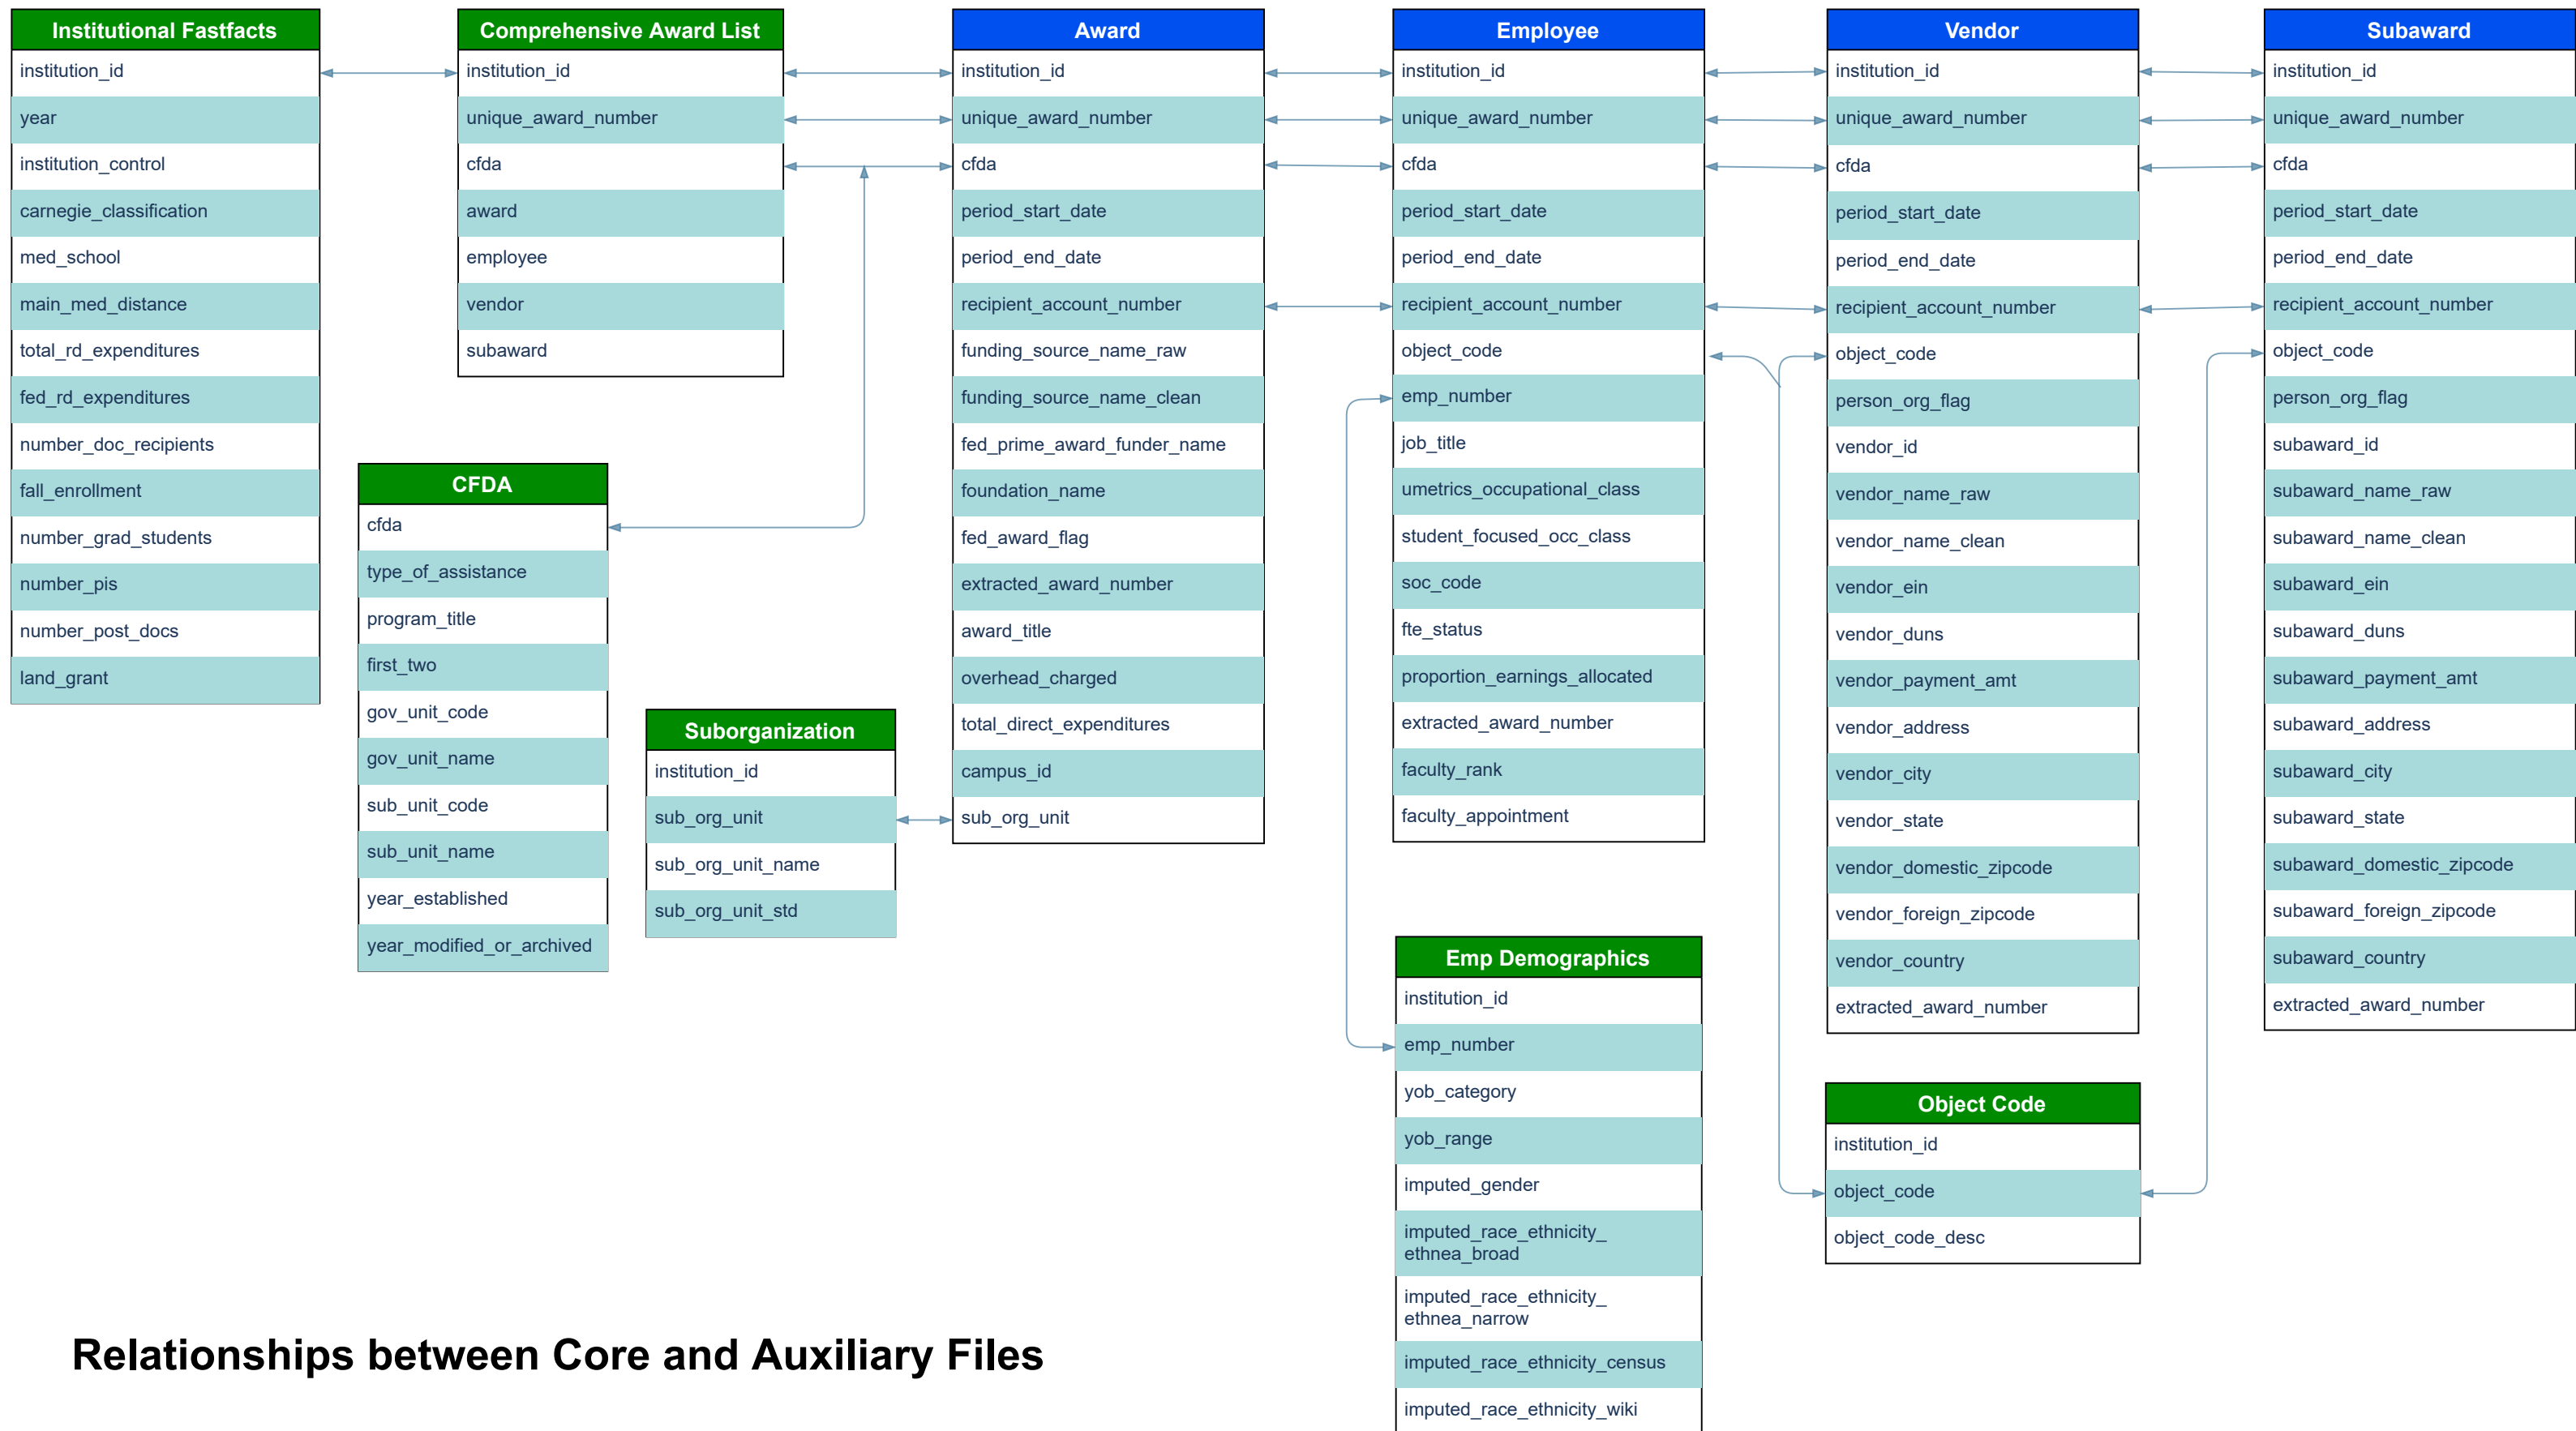 Institutional Fastfacts
institution_id
year
institution_control
carnegie_classification
med_school
main_med_distance
total_rd_expenditures
fed_rd_expenditures
number_doc_recipients
fall_enrollment
number_grad_students
number_pis
number_post_docs
land_grant
Comprehensive Award List
institution_id
unique_award_number
cfda
award
employee
vendor
subaward
CFDA
cfda
type_of_assistance
program_title
first_two
gov_unit_code
gov_unit_name
sub_unit_code
sub_unit_name
year_established
year_modified_or_archived
Suborganization
institution_id
sub_org_unit
sub_org_unit_name
sub_org_unit_std
Award
institution_id
unique_award_number
cfda
period_start_date
period_end_date
recipient_account_number
funding_source_name_raw
funding_source_name_clean
fed_prime_award_funder_name
foundation_name
fed_award_flag
extracted_award_number
award_title
overhead_charged
total_direct_expenditures
campus_id
sub_org_unit
Employee
institution_id
unique_award_number
cfda
period_start_date
period_end_date
recipient_account_number
object_code
emp_number
job_title
umetrics_occupational_class
student_focused_occ_class
soc_code
fte_status
proportion_earnings_allocated
extracted_award_number
faculty_rank
faculty_appointment
Emp Demographics
institution_id
emp_number
yob_category
yob_range
imputed_gender
imputed_race_ethnicity_
ethnea_broad
imputed_race_ethnicity_
ethnea_narrow
imputed_race_ethnicity_census
imputed_race_ethnicity_wiki
Vendor
institution_id
unique_award_number
cfda
period_start_date
period_end_date
recipient_account_number
object_code
person_org_flag
vendor_id
vendor_name_raw
vendor_name_clean
vendor_ein
vendor_duns
vendor_payment_amt
vendor_address
vendor_city
vendor_state
vendor_domestic_zipcode
vendor_foreign_zipcode
vendor_country
extracted_award_number
Object Code
institution_id
object_code
object_code_desc
Subaward
institution_id
unique_award_number
cfda
period_start_date
period_end_date
recipient_account_number
object_code
person_org_flag
subaward_id
subaward_name_raw
subaward_name_clean
subaward_ein
subaward_duns
subaward_payment_amt
subaward_address
subaward_city
subaward_state
subaward_domestic_zipcode
subaward_foreign_zipcode
subaward_country
extracted_award_number
Relationships between Core and Auxiliary Files